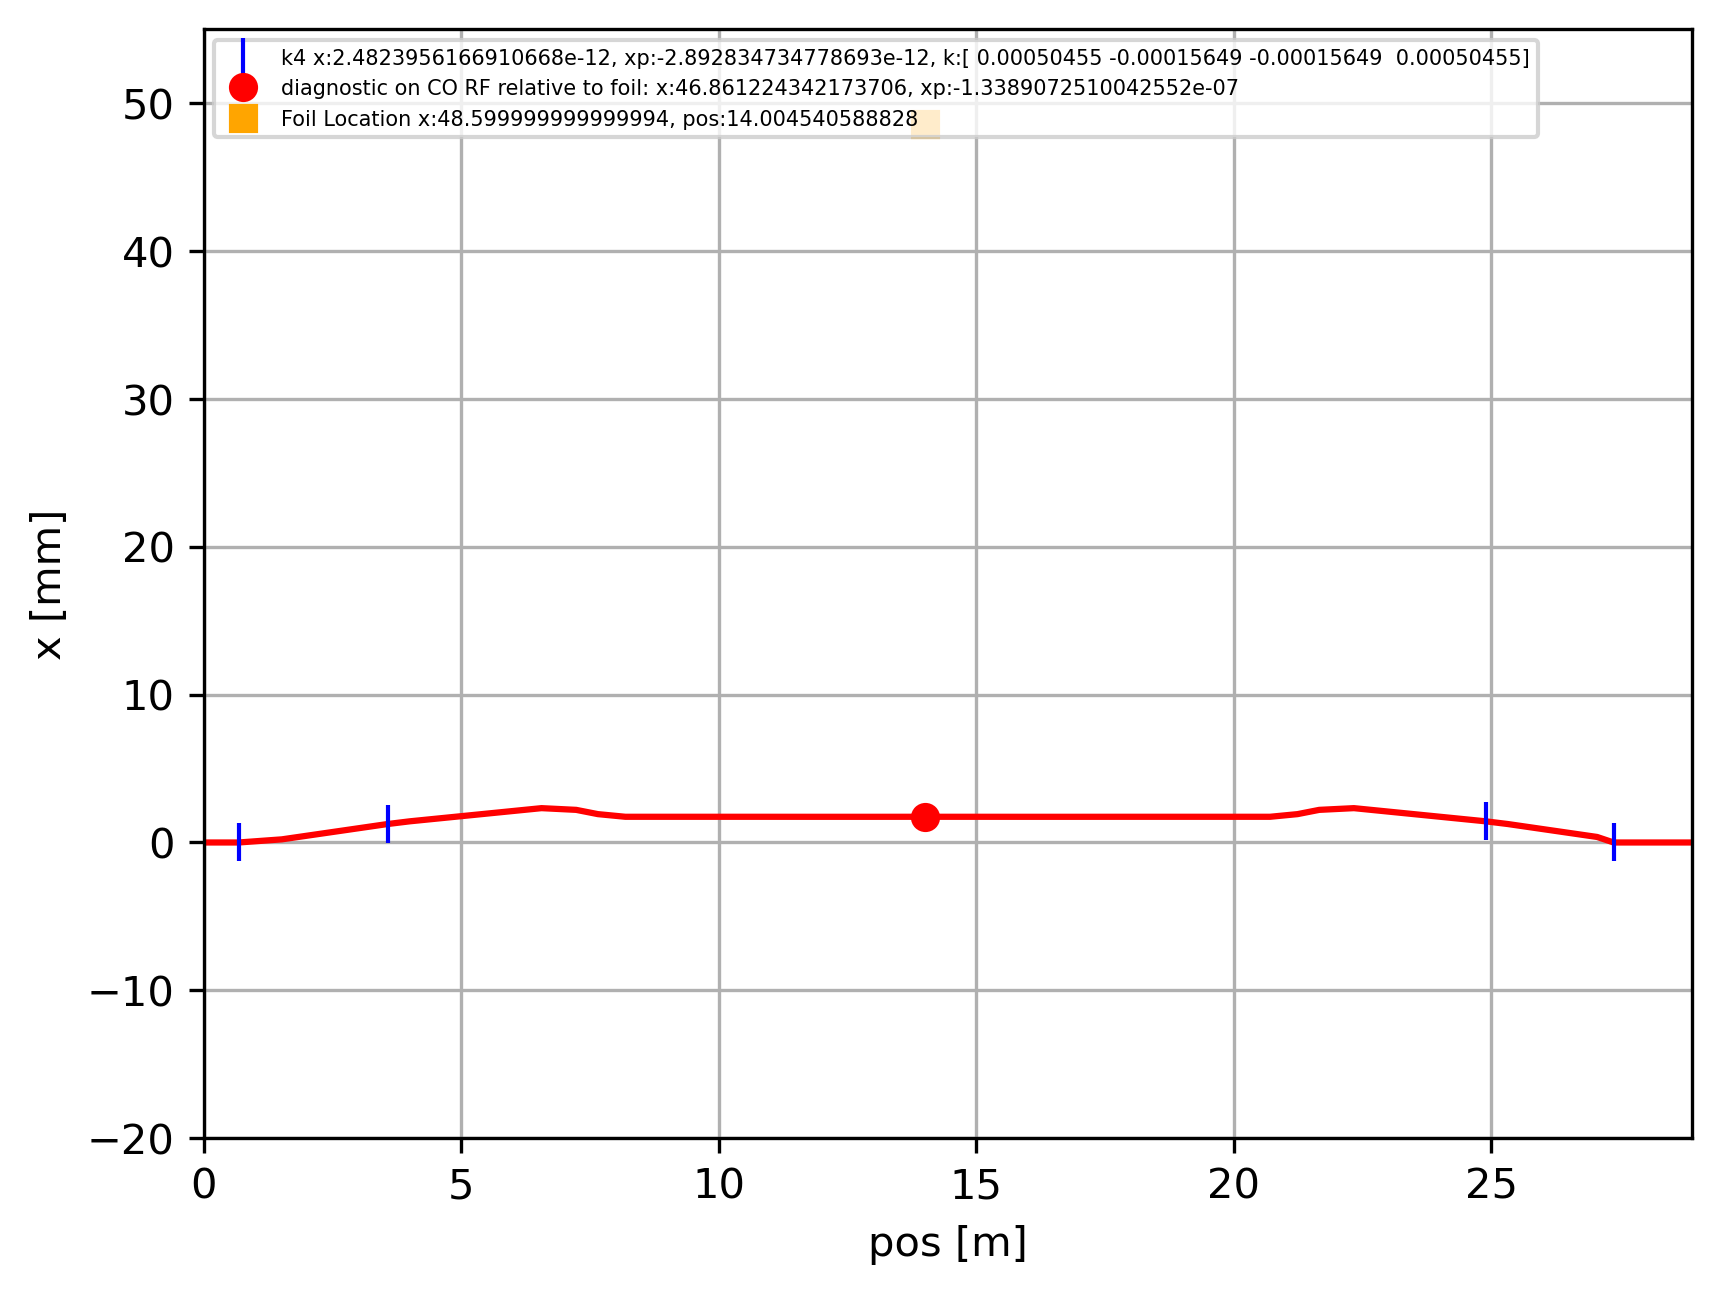 k4 x:2.4823956166910668e-12, xp:-2.892834734778693e-12, k:[ 0.00050455 -0.00015649 -0.00015649  0.00050455]
diagnostic on CO RF relative to foil: x:46.861224342173706, xp:-1.3389072510042552e-07
Foil Location x:48.599999999999994, pos:14.004540588828
50
40
30
20
10
0
−10
−20
x [mm]
0 5 10 15 20 25
pos [m]